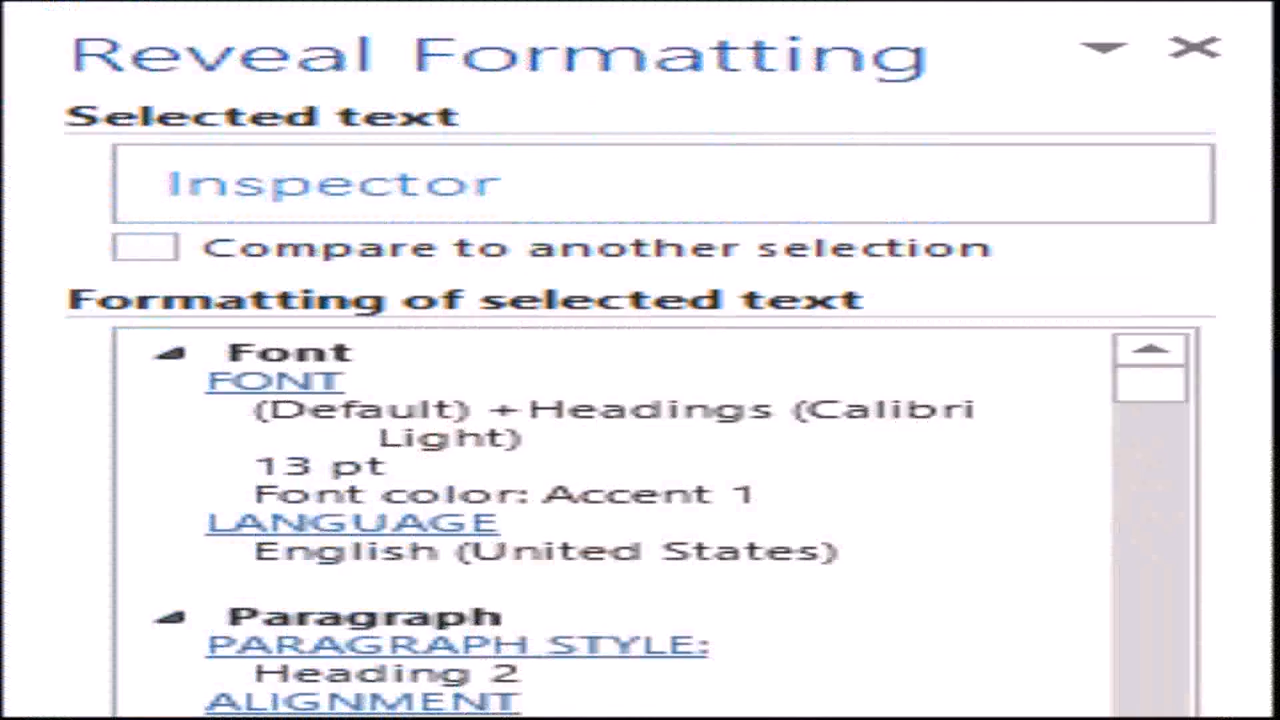 Reveal Formatting
Selected text
Inspector
Compare to another selection
Formatting of selected text
Font
FONT
(Default) + Headings (Calibri
Light)
13 pt
Font color: Accent 1
LANGUAGE
English (United States)
Paragraph
PARAGRAPH STYLE:
Heading 2
ALIGNMENT